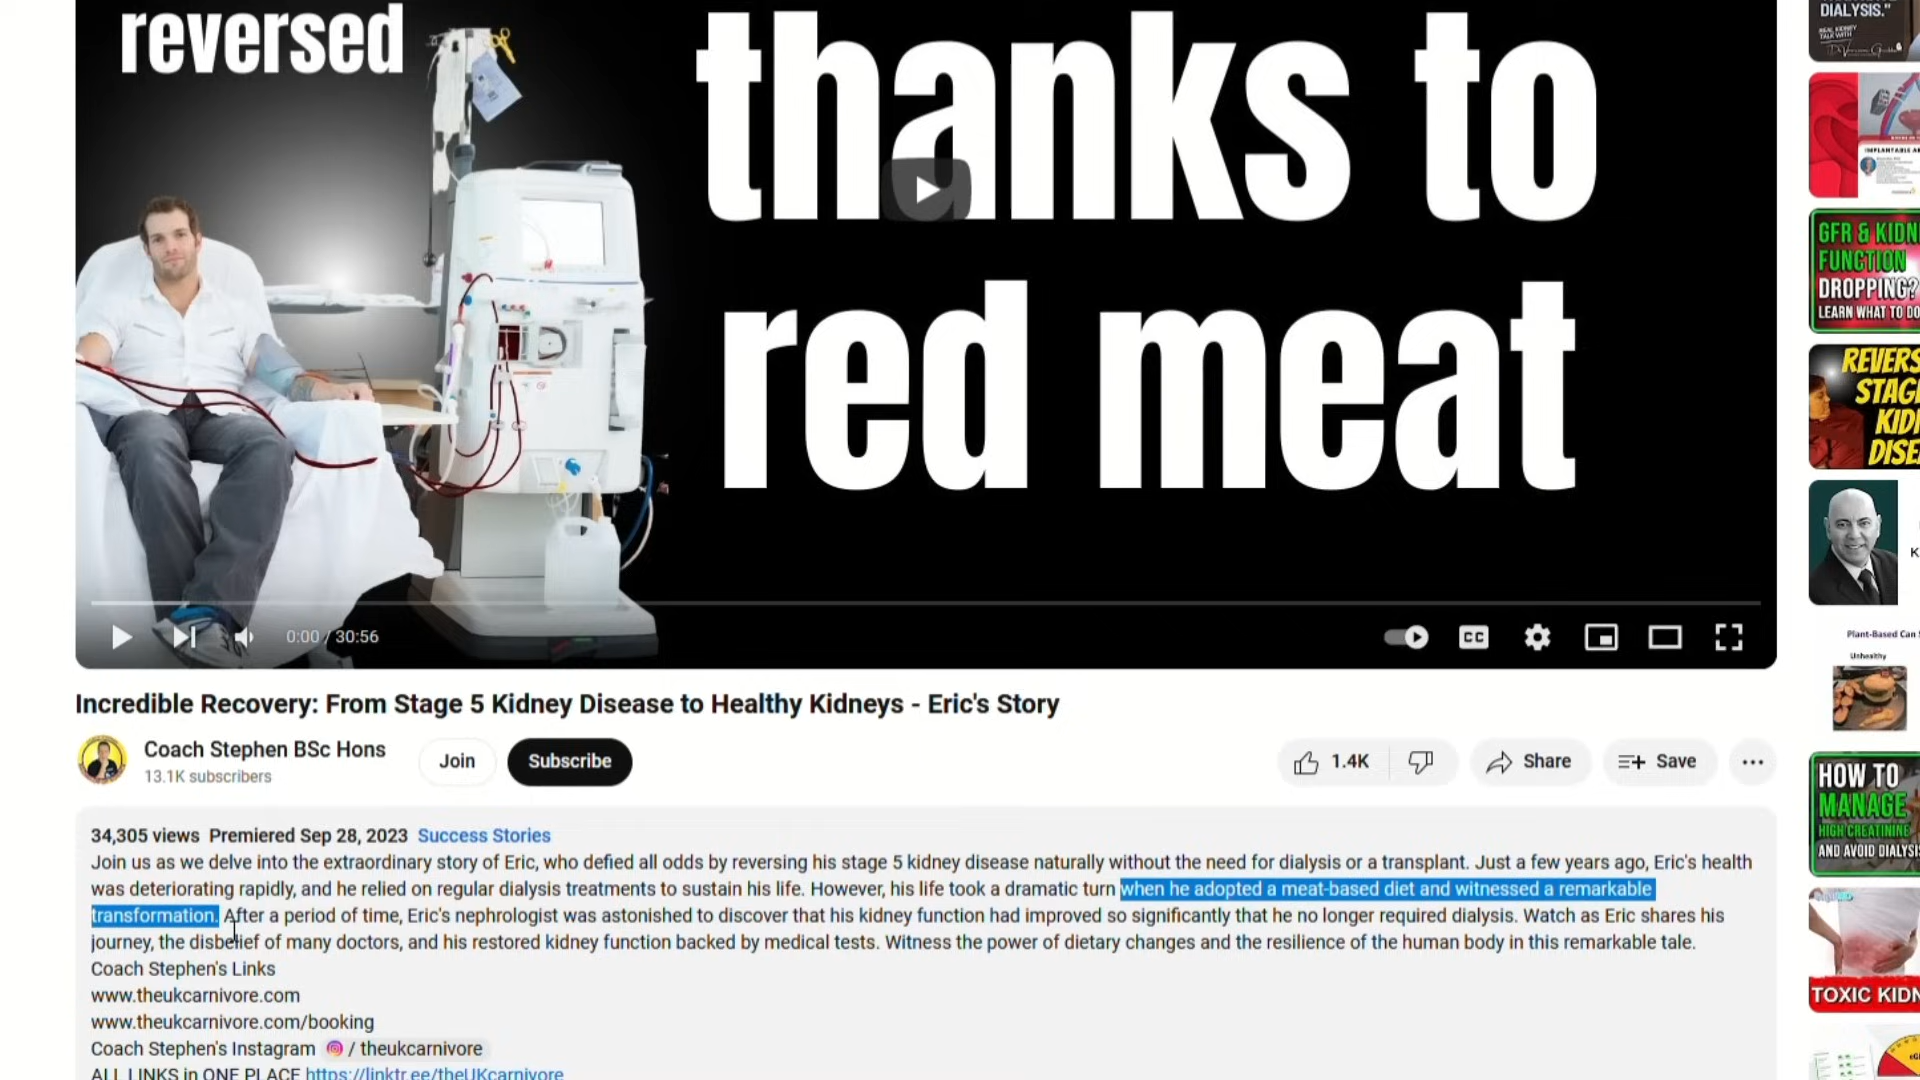 reversed
thanks to
red meat
0:00 / 30:56
CC
Incredible Recovery: From Stage 5 Kidney Disease to Healthy Kidneys - Eric's Story
Coach Stephen BSc Hons
13.1K subscribers
Join
Subscribe
1.4K
Share
Save
34,305 views Premiered Sep 28, 2023 Success Stories
Join us as we delve into the extraordinary story of Eric, who defied all odds by reversing his stage 5 kidney disease naturally without the need for dialysis or a transplant. Just a few years ago, Eric's health
was deteriorating rapidly, and he relied on regular dialysis treatments to sustain his life. However, his life took a dramatic turn when he adopted a meat-based diet and witnessed a remarkable
transformation. After a period of time, Eric's nephrologist was astonished to discover that his kidney function had improved so significantly that he no longer required dialysis. Watch as Eric shares his
journey, the disbelief of many doctors, and his restored kidney function backed by medical tests. Witness the power of dietary changes and the resilience of the human body in this remarkable tale.
Coach Stephen's Links
www.theukcarnivore.com
www.theukcarnivore.com/booking
Coach Stephen's Instagram / theukcarnivore
ALL LINKS in ONE PLACE https://linktr.ee/theUKcarnivore
DIALYSIS."
REAL KIDNEY
TALK WITH
GFR & KIDN
FUNCTION
DROPPING?
LEARN WHAT TO DO
REVERS
STAG
KID
DISE
K
Plant-Based Can
Unhealthy
HOW TO
MANAGE
HIGH CREATININE
AND AVOID DIALYSIS
TOXIC KIDN